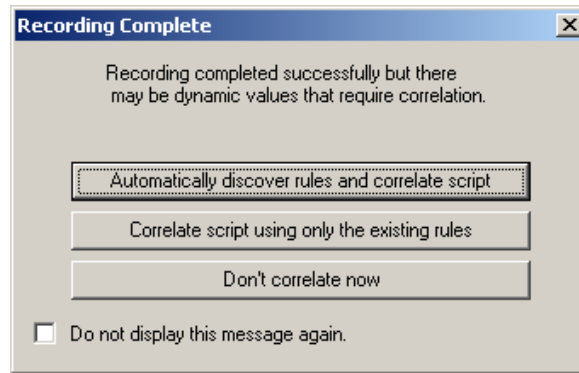 Recording Complete
Recording completed successfully but there
may be dynamic values that require correlation.
Automatically discover rules and correlate script
Correlate script using only the existing rules
Don't correlate now
Do not display this message again.